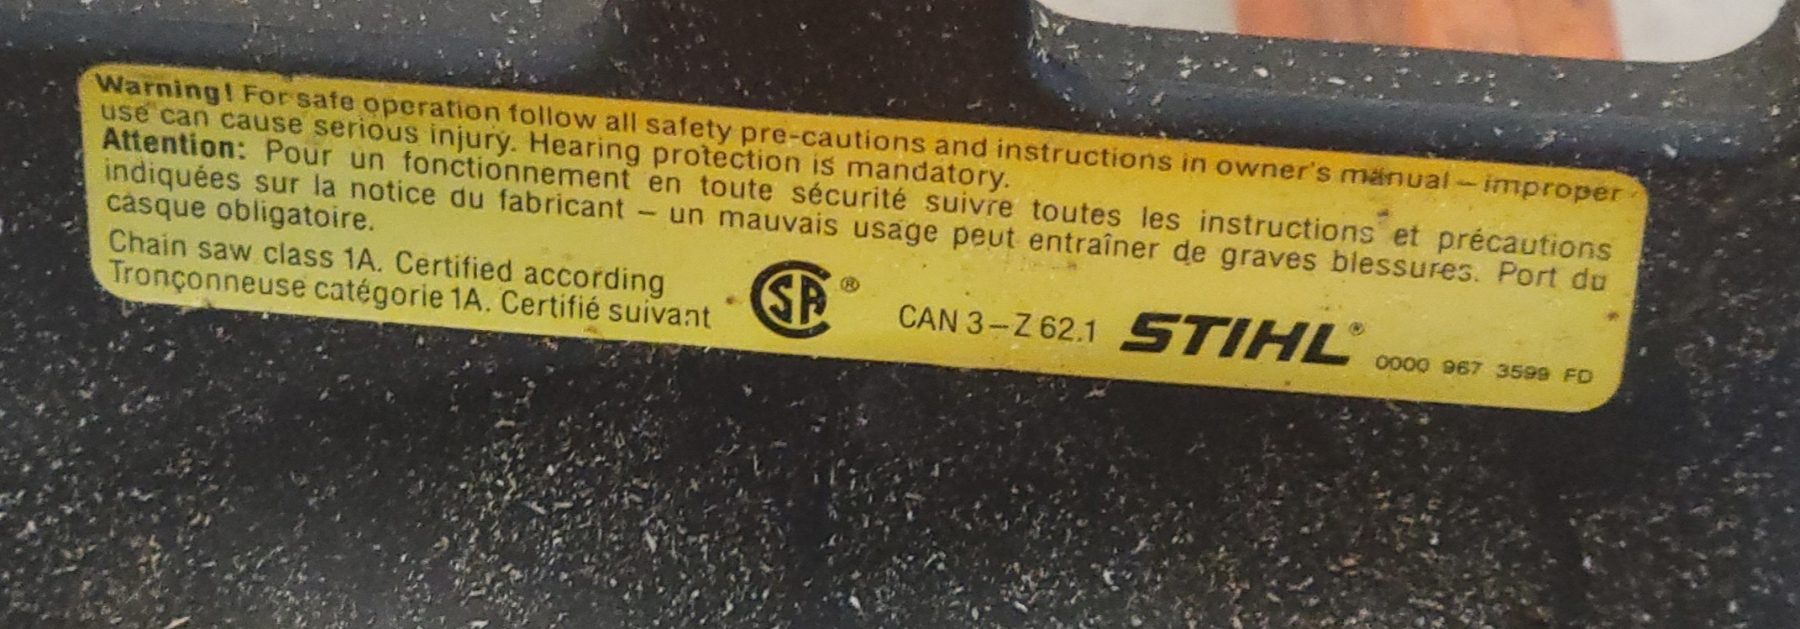 Warning! For safe operation follow all safety pre-cautions and instructions in owner's manual – improper
use can cause serious injury. Hearing protection is mandatory.
Attention: Pour un fonctionnement en toute sécurité suivre toutes les instructions et précautions
indiquées sur la notice du fabricant – un mauvais usage peut entraîner de graves blessures. Port du
casque obligatoire.
Chain saw class 1A. Certified according
Tronçonneuse catégorie 1A. Certifié suivant
CSA® CAN 3–Z 62.1 STIHL® 0000 967 3599 FD